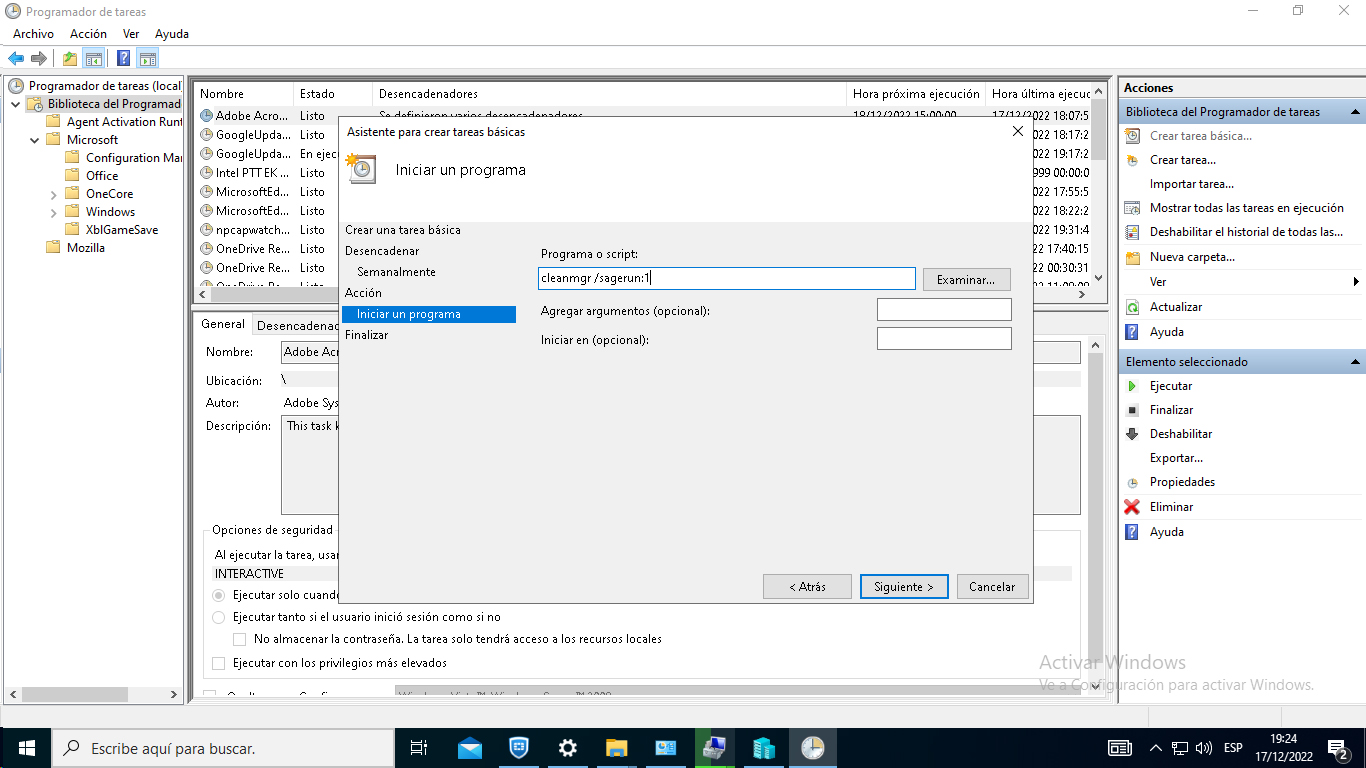 Programador de tareas
Archivo Acción Ver Ayuda
Programador de tareas (local
Biblioteca del Programad
Agent Activation Runt
Microsoft
Configuration Mar
Office
OneCore
Windows
XblGameSave
Mozilla
Nombre Estado Desencadenadores Hora próxima ejecución Hora última ejecuc
Adobe Acro... Listo Se definieron varios desencadenadores 18/12/2022 15:00:00 17/12/2022 18:07:5
GoogleUpda... Listo 022 18:17:2
GoogleUpda... En ejec 022 19:17:2
Intel PTT EK ... Listo 999 00:00:0
MicrosoftEd... Listo 022 17:55:5
MicrosoftEd... Listo 022 18:22:2
npcapwatch... Listo 022 19:31:4
OneDrive Re... Listo 022 17:40:15
OneDrive Re... Listo 022 00:30:31
OneDrive Re... Listo 022 11:09:09
General Desencadenad
Nombre: Adobe Acr
Ubicación: \
Autor: Adobe Sys
Descripción: This task k
Opciones de seguridad
Al ejecutar la tarea, usar
INTERACTIVE
Ejecutar solo cuando
Ejecutar tanto si el usuario inició sesión como si no
No almacenar la contraseña. La tarea solo tendrá acceso a los recursos locales
Ejecutar con los privilegios más elevados
Asistente para crear tareas básicas
Iniciar un programa
Crear una tarea básica
Desencadenar
Semanalmente
Acción
Iniciar un programa
Finalizar
Programa o script:
cleanmgr /sagerun:1
Examinar...
Agregar argumentos (opcional):
Iniciar en (opcional):
< Atrás Siguiente > Cancelar
Acciones
Biblioteca del Programador de tareas
Crear tarea básica...
Crear tarea...
Importar tarea...
Mostrar todas las tareas en ejecución
Deshabilitar el historial de todas las...
Nueva carpeta...
Ver
Actualizar
Ayuda
Elemento seleccionado
Ejecutar
Finalizar
Deshabilitar
Exportar...
Propiedades
Eliminar
Ayuda
Activar Windows
Ve a Configuración para activar Windows.
Escribe aquí para buscar.
ESP
19:24
17/12/2022
2